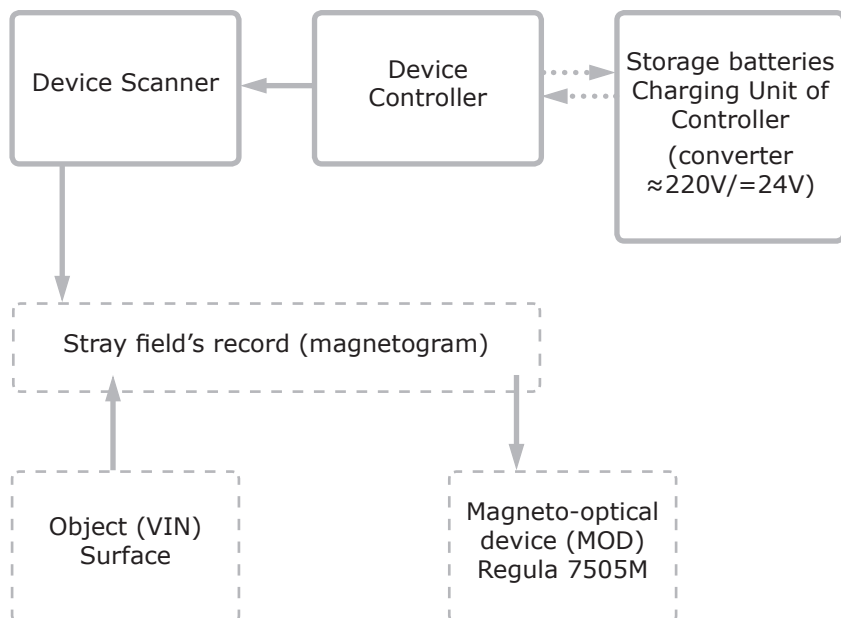 Device Scanner
Device
Controller
Storage batteries
Charging Unit of
Controller
(converter
≈220V/=24V)
Stray field’s record (magnetogram)
Object (VIN)
Surface
Magneto-optical
device (MOD)
Regula 7505M